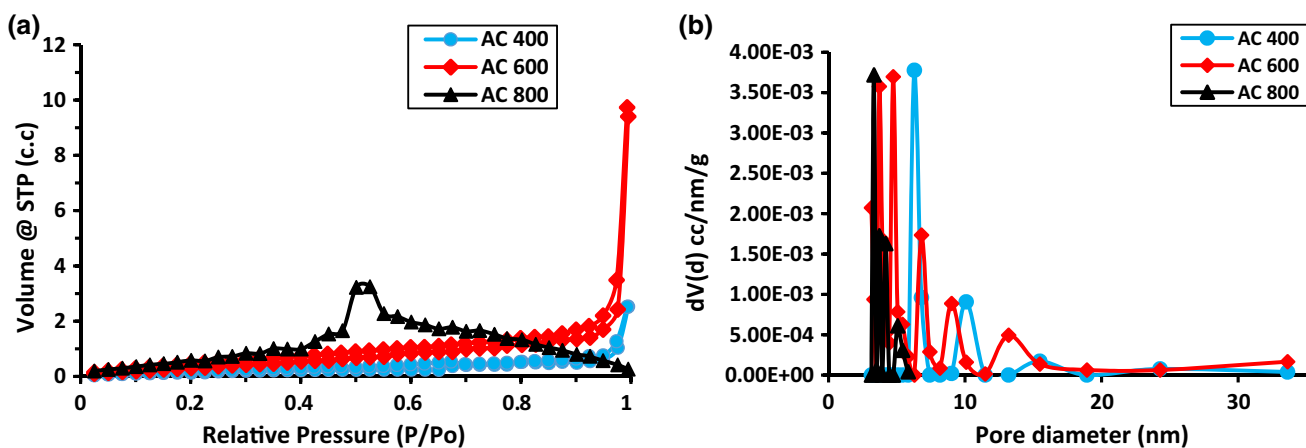 (a)
AC 400
AC 600
AC 800
12
10
8
6
4
2
0
0 0.2 0.4 0.6 0.8 1
Volume @ STP (c.c)
Relative Pressure (P/Po)
(b)
AC 400
AC 600
AC 800
4.00E-03
3.50E-03
3.00E-03
2.50E-03
2.00E-03
1.50E-03
1.00E-03
5.00E-04
0.00E+00
0 10 20 30
dV(d) cc/nm/g
Pore diameter (nm)